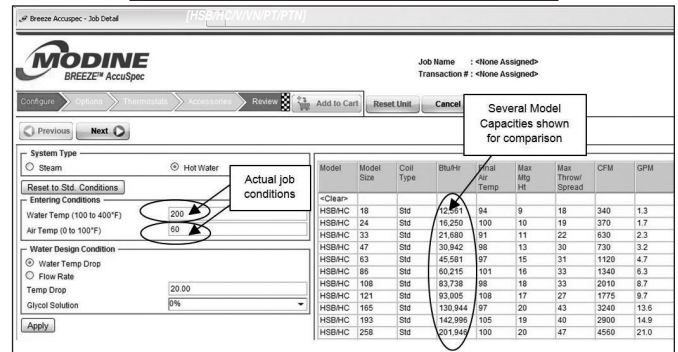 Breeze Accuspec - Job Detail
[HSB/HC/V/VN/PT/PTN]
MODINE
BREEZE™ AccuSpec
Job Name : <None Assigned>
Transaction # : <None Assigned>
Configure Options Thermostats Accessories Review Add to Cart Reset Unit Cancel
Several Model
Capacities shown
for comparison
Previous Next
System Type
Steam Hot Water
Reset to Std. Conditions
Actual job
conditions
Entering Conditions
Water Temp (100 to 400°F) 200
Air Temp (0 to 100°F) 60
Water Design Condition
Water Temp Drop
Flow Rate
Temp Drop 20.00
Glycol Solution 0%
Apply
Model Model Size Coil Type Btu/Hr Final Air Temp Max Mtg Ht Max Throw/ Spread CFM GPM
<Clear>
HSB/HC 18 Std 12,561 94 9 18 340 1.3
HSB/HC 24 Std 16,250 100 10 19 370 1.7
HSB/HC 33 Std 21,680 91 11 22 630 2.3
HSB/HC 47 Std 30,942 98 13 30 730 3.2
HSB/HC 63 Std 45,581 97 15 31 1120 4.7
HSB/HC 86 Std 60,215 101 16 33 1340 6.3
HSB/HC 108 Std 83,738 98 18 33 2010 8.7
HSB/HC 121 Std 93,005 108 17 27 1775 9.7
HSB/HC 165 Std 130,944 97 20 43 3240 13.6
HSB/HC 193 Std 142,996 105 19 40 2900 14.9
HSB/HC 258 Std 201,946 100 20 47 4560 21.0